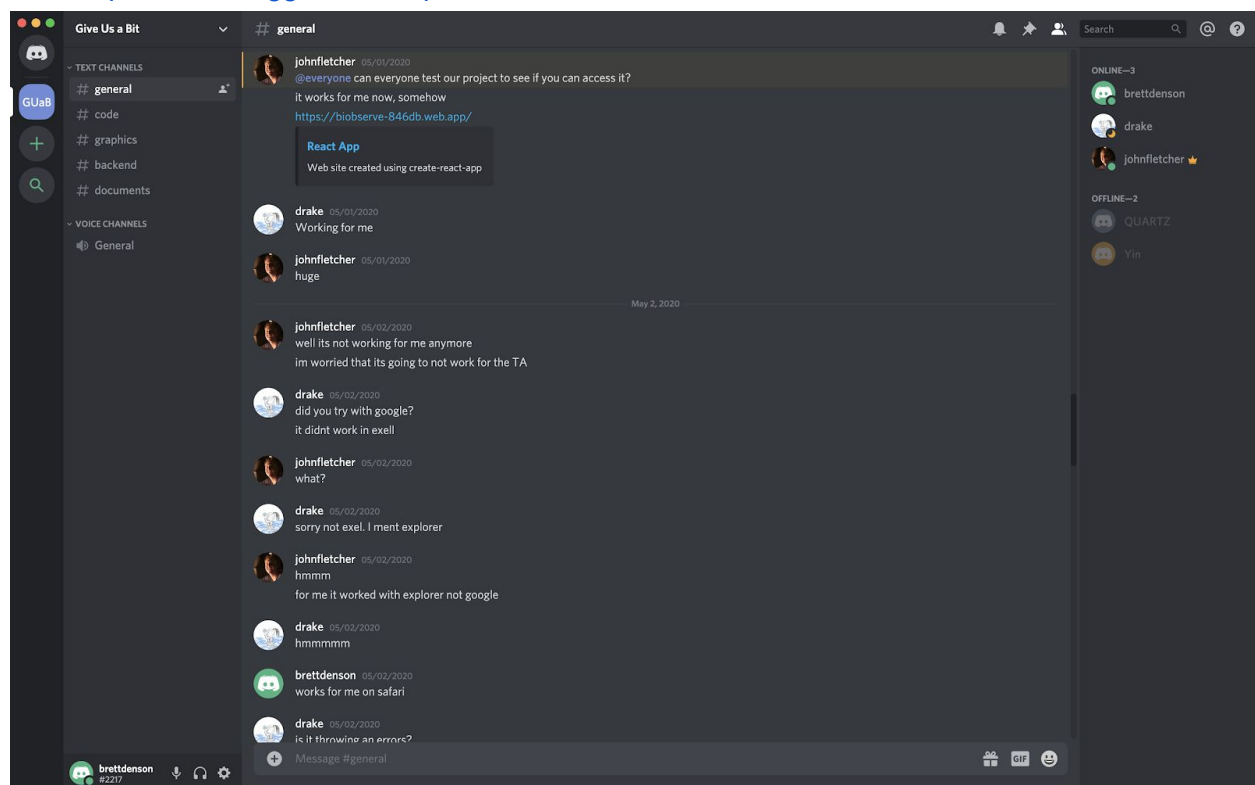 Give Us a Bit
# general
Search
GUaB
TEXT CHANNELS
# general
# code
# graphics
# backend
# documents
VOICE CHANNELS
General
johnfletcher 05/01/2020
@everyone can everyone test our project to see if you can access it?
it works for me now, somehow
https://biobserve-846db.web.app/
React App
Web site created using create-react-app
drake 05/01/2020
Working for me
johnfletcher 05/01/2020
huge
May 2, 2020
johnfletcher 05/02/2020
well its not working for me anymore
im worried that its going to not work for the TA
drake 05/02/2020
did you try with google?
it didnt work in exell
johnfletcher 05/02/2020
what?
drake 05/02/2020
sorry not exel. I ment explorer
johnfletcher 05/02/2020
hmmm
for me it worked with explorer not google
drake 05/02/2020
hmmmmm
brettdenson 05/02/2020
works for me on safari
drake 05/02/2020
is it throwing an errors?
Message #general
GIF
brettdenson
#2217
ONLINE—3
brettdenson
drake
johnfletcher
OFFLINE—2
QUARTZ
Yin